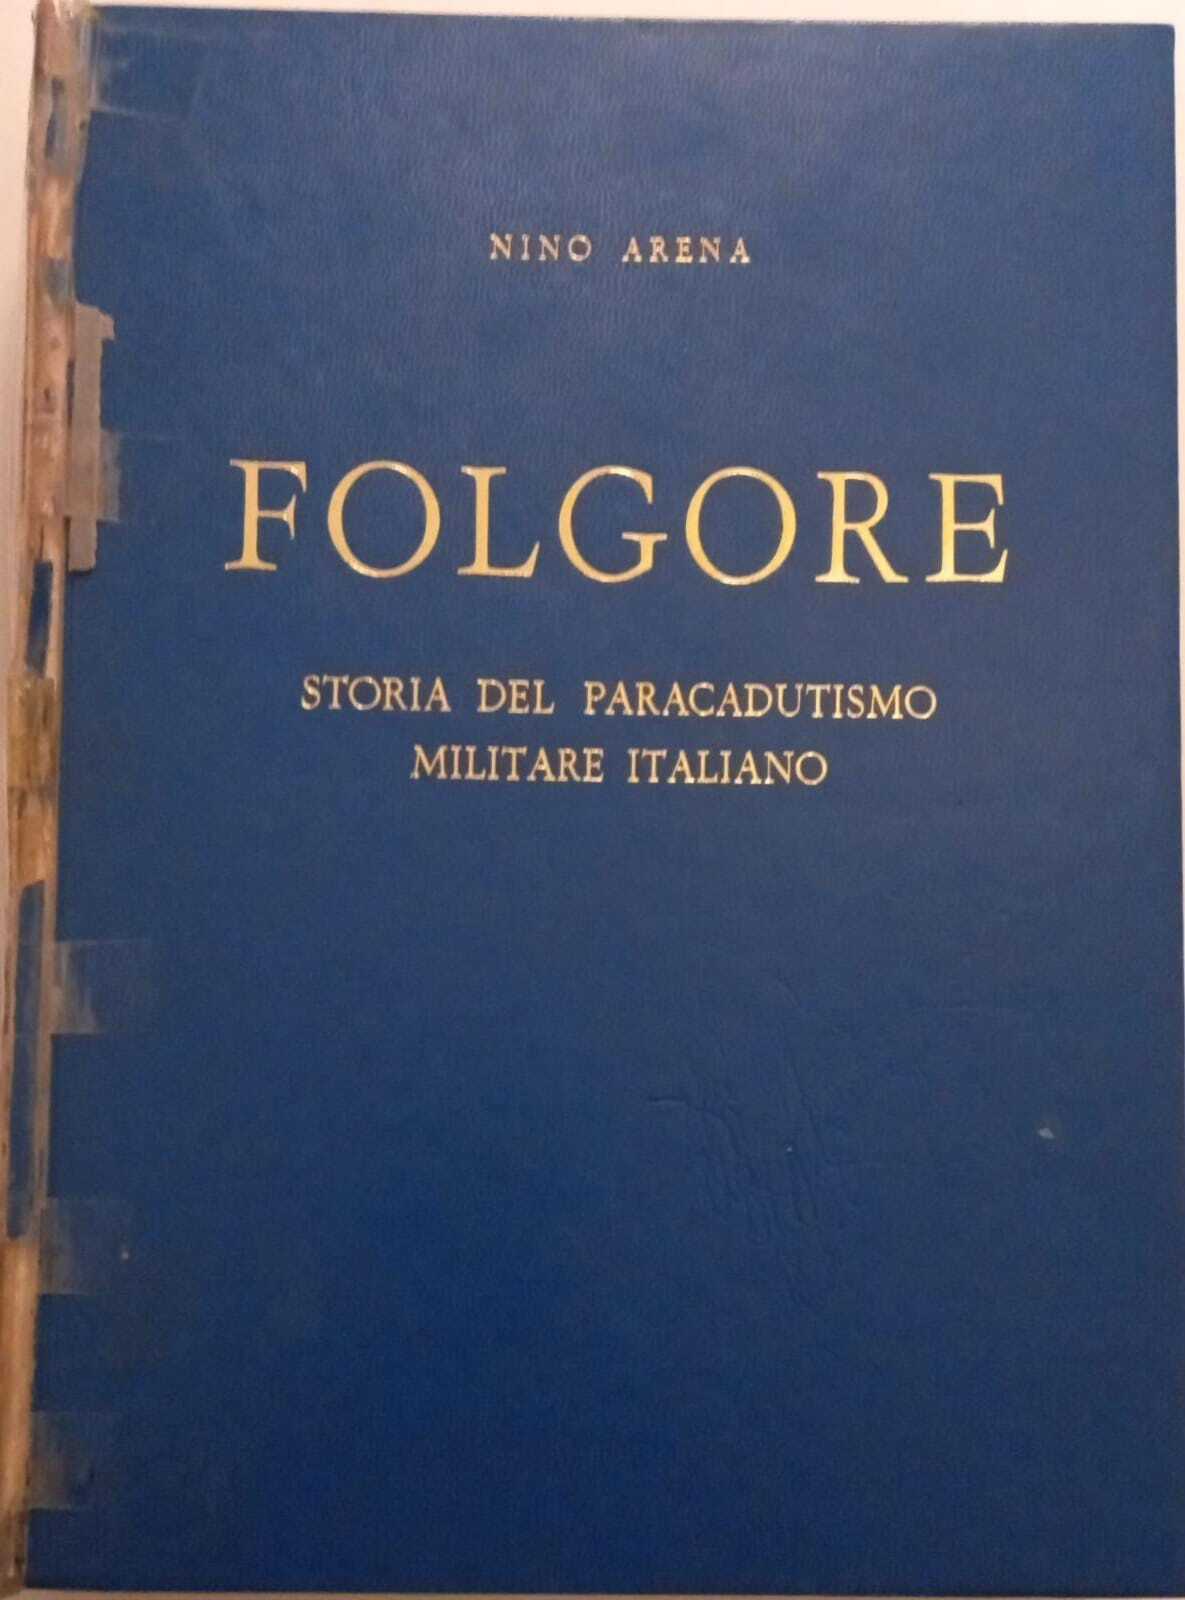 NINO ARENA
FOLGORE
STORIA DEL PARACADUTISMO
MILITARE ITALIANO